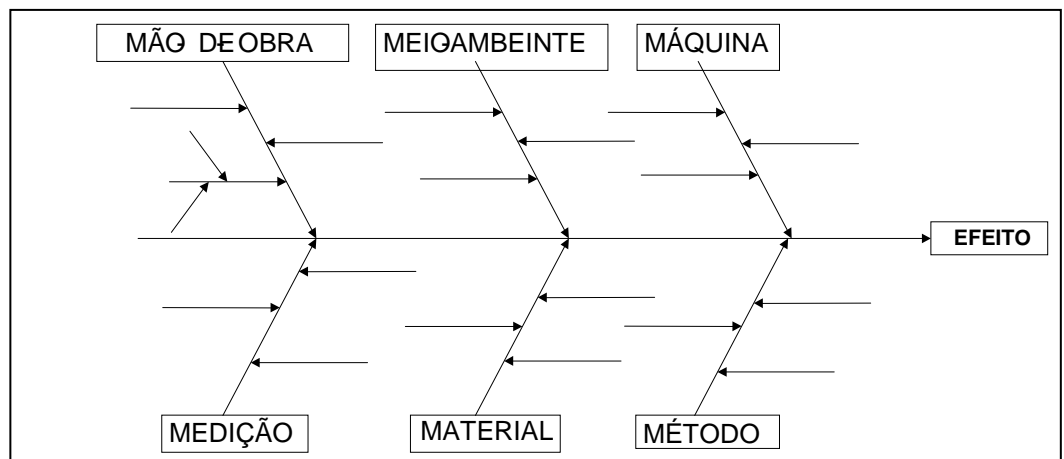 MÃO-DE-OBRA
MEIO-AMBEINTE
MÁQUINA
EFEITO
MEDIÇÃO
MATERIAL
MÉTODO